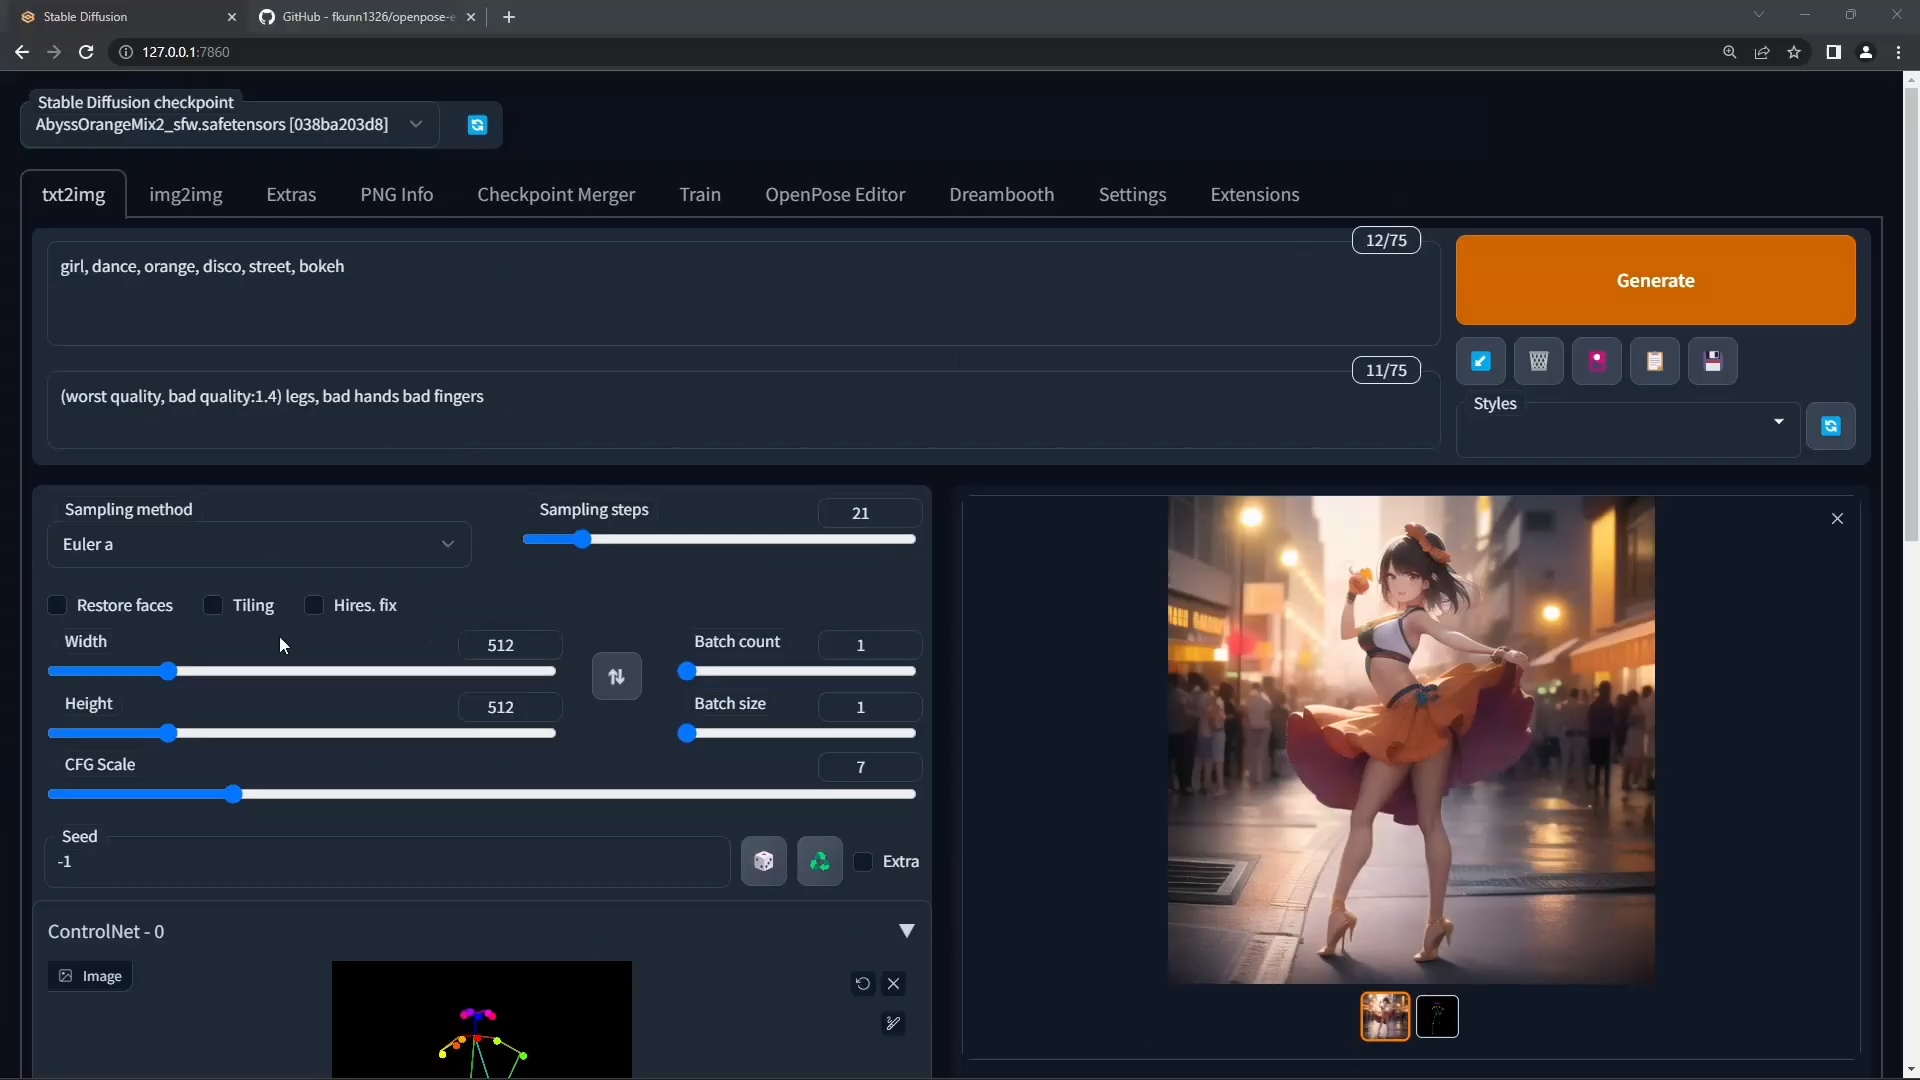 Stable Diffusion
GitHub - fkunn1326/openpose-e
127.0.0.1:7860
Stable Diffusion checkpoint
AbyssOrangeMix2_sfw.safetensors [038ba203d8]
txt2img img2img Extras PNG Info Checkpoint Merger Train OpenPose Editor Dreambooth Settings Extensions
12/75
girl, dance, orange, disco, street, bokeh
Generate
11/75
(worst quality, bad quality:1.4) legs, bad hands bad fingers
Styles
Sampling method
Euler a
Sampling steps
21
Restore faces Tiling Hires. fix
Width
512
Batch count
1
Height
512
Batch size
1
CFG Scale
7
Seed
-1
Extra
ControlNet - 0
Image